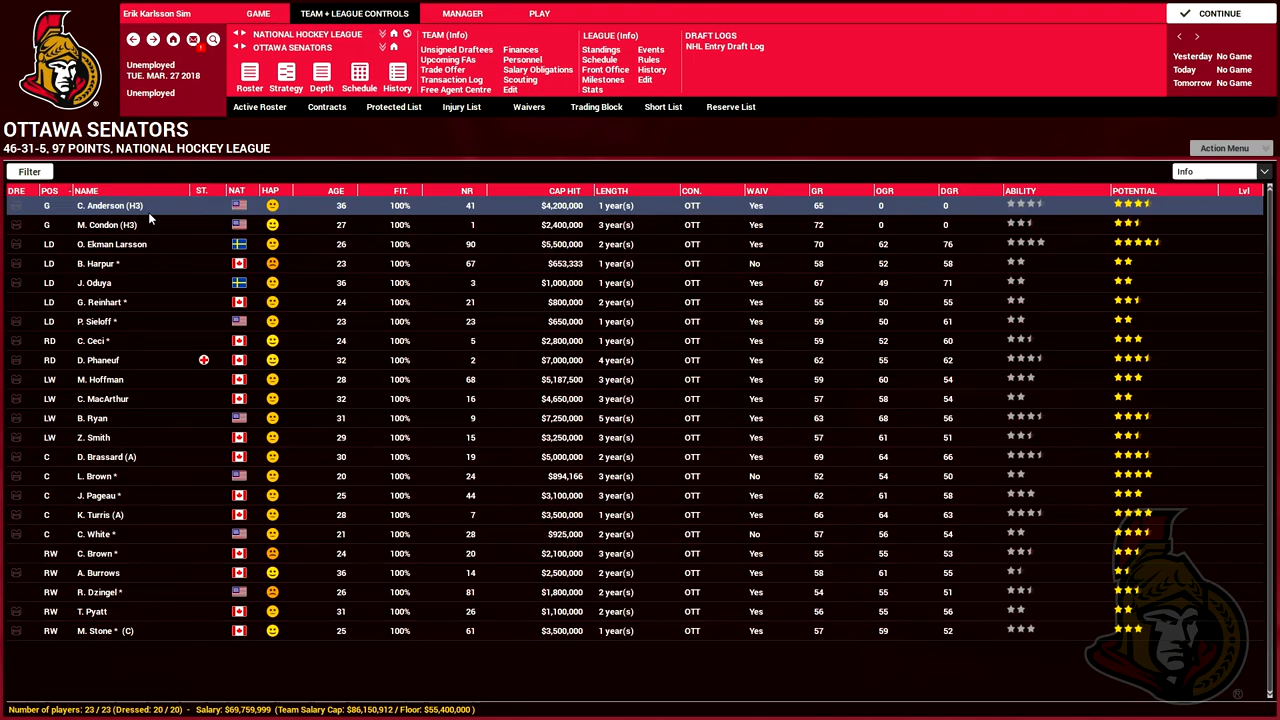 Erik Karlsson Sim GAME TEAM + LEAGUE CONTROLS MANAGER PLAY CONTINUE
NATIONAL HOCKEY LEAGUE TEAM (Info) LEAGUE (Info) DRAFT LOGS
OTTAWA SENATORS Unsigned Draftees Finances Standings Events NHL Entry Draft Log
Upcoming FAs Personnel Schedule Rules
Unemployed Trade Offer Salary Obligations Front Office History Yesterday No Game
TUE. MAR. 27 2018 Transaction Log Scouting Milestones Edit Today No Game
Unemployed Roster Strategy Depth Schedule History Free Agent Centre Edit Stats Tomorrow No Game
Active Roster Contracts Protected List Injury List Waivers Trading Block Short List Reserve List
OTTAWA SENATORS
46-31-5, 97 POINTS, NATIONAL HOCKEY LEAGUE Action Menu
Filter Info
DRE POS NAME ST. NAT HAP AGE FIT. NR CAP HIT LENGTH CON. WAIV GR OGR DGR ABILITY POTENTIAL Lvl
G C. Anderson (H3) 36 100% 41 $4,200,000 1 year(s) OTT Yes 65 0 0
G M. Condon (H3) 27 100% 1 $2,400,000 3 year(s) OTT Yes 72 0 0
LD O. Ekman Larsson 26 100% 90 $5,500,000 2 year(s) OTT Yes 70 62 76
LD B. Harpur * 23 100% 67 $653,333 1 year(s) OTT No 58 52 58
LD J. Oduya 36 100% 3 $1,000,000 1 year(s) OTT Yes 67 49 71
LD G. Reinhart * 24 100% 21 $800,000 2 year(s) OTT Yes 55 50 55
LD P. Sieloff * 23 100% 23 $650,000 1 year(s) OTT Yes 59 50 61
RD C. Ceci * 24 100% 5 $2,800,000 1 year(s) OTT Yes 59 52 60
RD D. Phaneuf 32 100% 2 $7,000,000 4 year(s) OTT Yes 62 55 62
LW M. Hoffman 28 100% 68 $5,187,500 3 year(s) OTT Yes 59 60 54
LW C. MacArthur 32 100% 16 $4,650,000 3 year(s) OTT Yes 57 58 54
LW B. Ryan 31 100% 9 $7,250,000 5 year(s) OTT Yes 63 68 56
LW Z. Smith 29 100% 15 $3,250,000 3 year(s) OTT Yes 57 61 51
C D. Brassard (A) 30 100% 19 $5,000,000 2 year(s) OTT Yes 69 64 66
C L. Brown * 20 100% 24 $894,166 3 year(s) OTT No 52 54 50
C J. Pageau * 25 100% 44 $3,100,000 3 year(s) OTT Yes 62 61 58
C K. Turris (A) 28 100% 7 $3,500,000 1 year(s) OTT Yes 66 64 63
C C. White * 21 100% 28 $925,000 2 year(s) OTT No 57 56 54
RW C. Brown * 24 100% 20 $2,100,000 3 year(s) OTT Yes 55 55 53
RW A. Burrows 36 100% 14 $2,500,000 2 year(s) OTT Yes 58 61 55
RW R. Dzingel * 26 100% 81 $1,800,000 2 year(s) OTT Yes 54 55 51
RW T. Pyatt 31 100% 26 $1,100,000 2 year(s) OTT Yes 56 55 56
RW M. Stone * (C) 25 100% 61 $3,500,000 1 year(s) OTT Yes 57 59 52
Number of players: 23 / 23 (Dressed: 20 / 20) - Salary: $69,759,999 (Team Salary Cap: $86,150,912 / Floor: $55,400,000 )